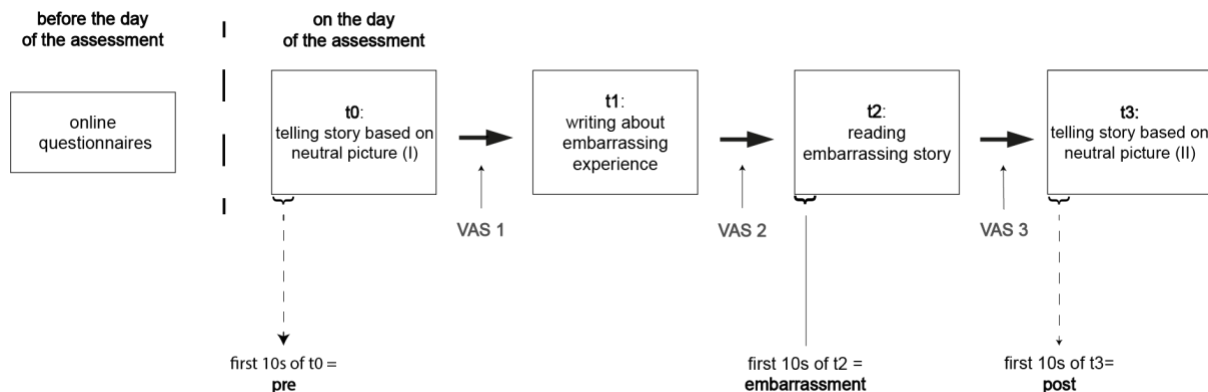 before the day
of the assessment
on the day
of the assessment
online
questionnaires
t0:
telling story based on
neutral picture (I)
t1:
writing about
embarrassing
experience
t2:
reading
embarrassing story
t3:
telling story based on
neutral picture (II)
VAS 1
VAS 2
VAS 3
first 10s of t0 =
pre
first 10s of t2 =
embarrassment
first 10s of t3=
post